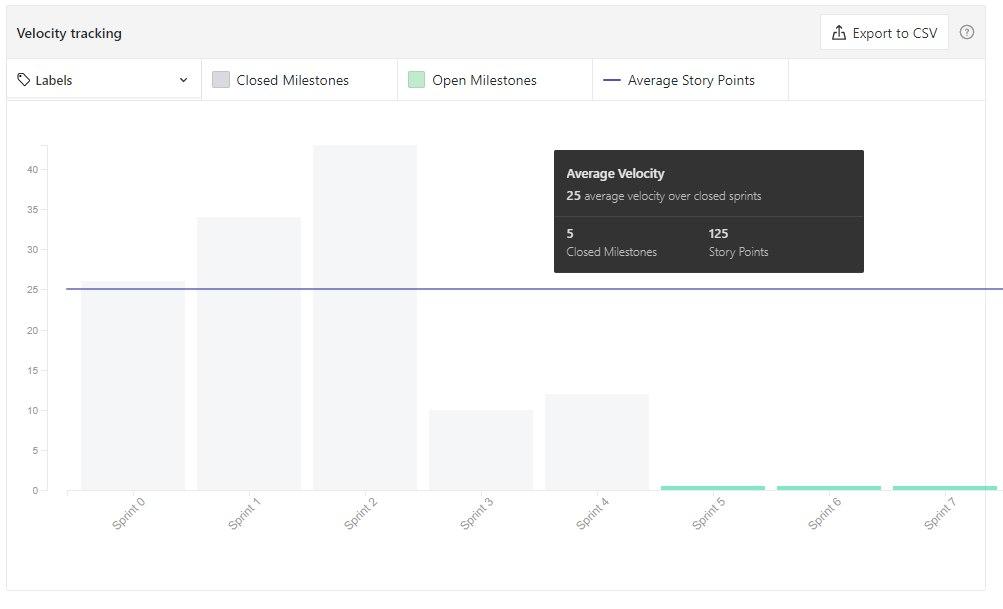 Velocity tracking
Export to CSV
?
Labels
Closed Milestones
Open Milestones
Average Story Points
Average Velocity
25 average velocity over closed sprints
5
125
Closed Milestones
Story Points
40
35
30
25
20
15
10
5
0
Sprint 0
Sprint 1
Sprint 2
Sprint 3
Sprint 4
Sprint 5
Sprint 6
Sprint 7